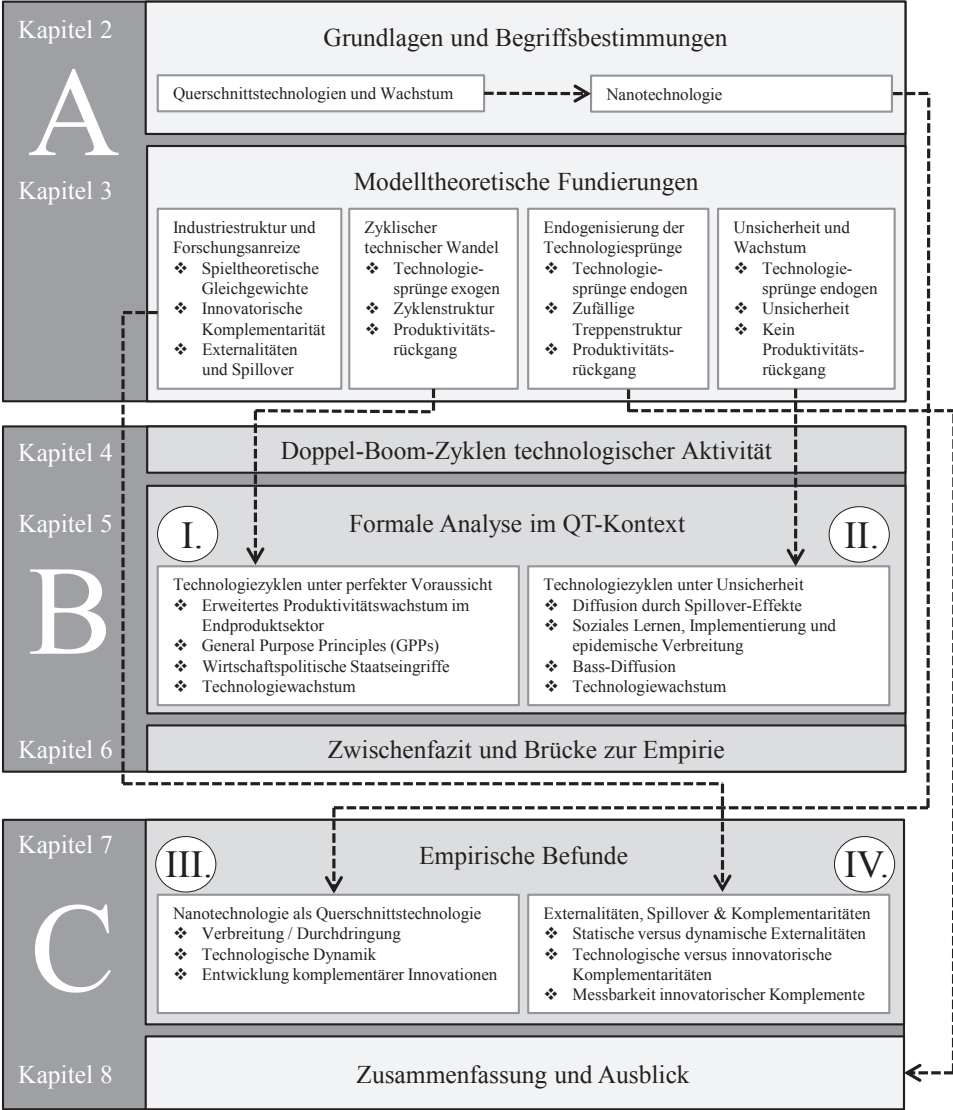 Kapitel 2
A
Grundlagen und Begriffsbestimmungen
Querschnittstechnologien und Wachstum
Nanotechnologie
Kapitel 3
Modelltheoretische Fundierungen
Industriestruktur und
Forschungsanreize
❖ Spieltheoretische
Gleichgewichte
❖ Innovatorische
Komplementarität
❖ Externalitäten
und Spillover
Zyklischer
technischer Wandel
❖ Technologie-
sprünge exogen
❖ Zyklenstruktur
❖ Produktivitäts-
rückgang
Endogenisierung der
Technologiesprünge
❖ Technologie-
sprünge endogen
❖ Zufällige
Treppenstruktur
❖ Produktivitäts-
rückgang
Unsicherheit und
Wachstum
❖ Technologie-
sprünge endogen
❖ Unsicherheit
❖ Kein
Produktivitäts-
rückgang
Kapitel 4
Doppel-Boom-Zyklen technologischer Aktivität
Kapitel 5
B
I.
Formale Analyse im QT-Kontext
II.
Technologiezyklen unter perfekter Voraussicht
❖ Erweitertes Produktivitätswachstum im
Endproduktsektor
❖ General Purpose Principles (GPPs)
❖ Wirtschaftspolitische Staatseingriffe
❖ Technologiewachstum
Technologiezyklen unter Unsicherheit
❖ Diffusion durch Spillover-Effekte
❖ Soziales Lernen, Implementierung und
epidemische Verbreitung
❖ Bass-Diffusion
❖ Technologiewachstum
Kapitel 6
Zwischenfazit und Brücke zur Empirie
Kapitel 7
C
III.
Empirische Befunde
IV.
Nanotechnologie als Querschnittstechnologie
❖ Verbreitung / Durchdringung
❖ Technologische Dynamik
❖ Entwicklung komplementärer Innovationen
Externalitäten, Spillover & Komplementaritäten
❖ Statische versus dynamische Externalitäten
❖ Technologische versus innovatorische
Komplementaritäten
❖ Messbarkeit innovatorischer Komplemente
Kapitel 8
Zusammenfassung und Ausblick